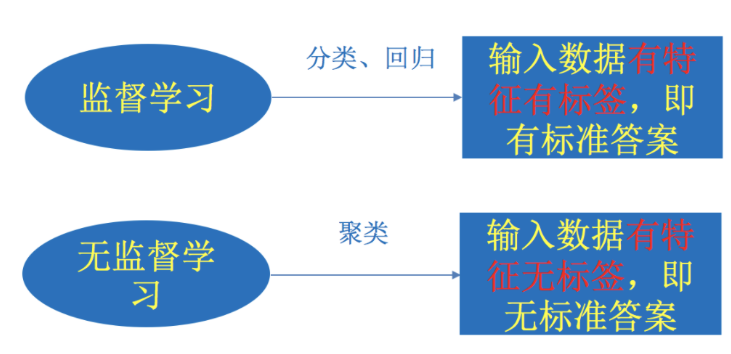 监督学习
分类、回归
输入数据有特
征有标签，即
有标准答案
无监督学
习
聚类
输入数据有特
征无标签，即
无标准答案